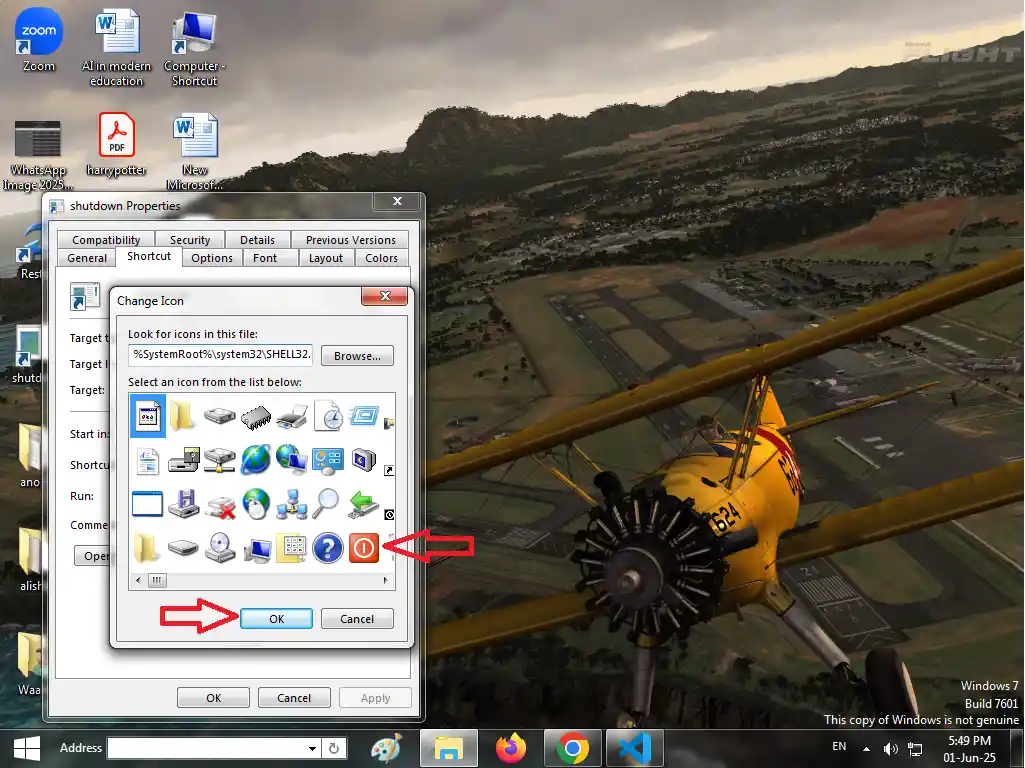 zoom
Zoom
AI in modern
education
Computer -
Shortcut
PDF
WhatsApp
Image 2025...
harrypotter
New
Microsof...
FLIGHT
shutdown Properties
Compatibility
Security
Details
Previous Versions
General
Shortcut
Options
Font
Layout
Colors
Rest
Change Icon
Target t
Look for icons in this file:
%SystemRoot%\system32\SHELL32.
Browse...
Target l
shutd
Select an icon from the list below:
Target:
Start in:
Shortcu
ano
Run:
Comme
Open
alish
OK
Cancel
Waa
OK
Cancel
Apply
624
21
Windows 7
Build 7601
This copy of Windows is not genuine
Address
EN
5:49 PM
01-Jun-25